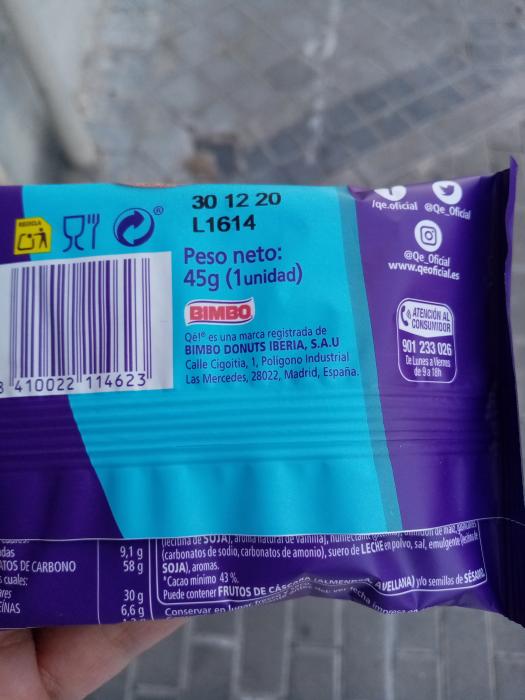 30 12 20
L1614
/qe.oficial @Qe_Oficial
RECICLA
Peso neto:
45g (1unidad)
@Qe_Oficial
www.qeoficial.es
BIMBO
Qé!® es una marca registrada de
BIMBO DONUTS IBERIA, S.A.U
Calle Cigoitia, 1, Polígono Industrial
Las Mercedes, 28022, Madrid, España.
ATENCIÓN AL
CONSUMIDOR
901 233 026
De Lunes a Viernes
de 9 a 18h
8 410022 114623
9,1 g
ATOS DE CARBONO 58 g
s cuales:
30 g
EÍNAS 6,6 g
(lecitina de SOJA), aroma natural de vainilla), humectante
(carbonatos de sodio, carbonatos de amonio), suero de LECHE en polvo, sal, emulgente
SOJA), aromas.
*Cacao mínimo 43 %.
Puede contener FRUTOS DE CÁSCARA (ALMENDRA, AVELLANA) y/o semillas de SÉSAMO
Conservar en lugar fresco